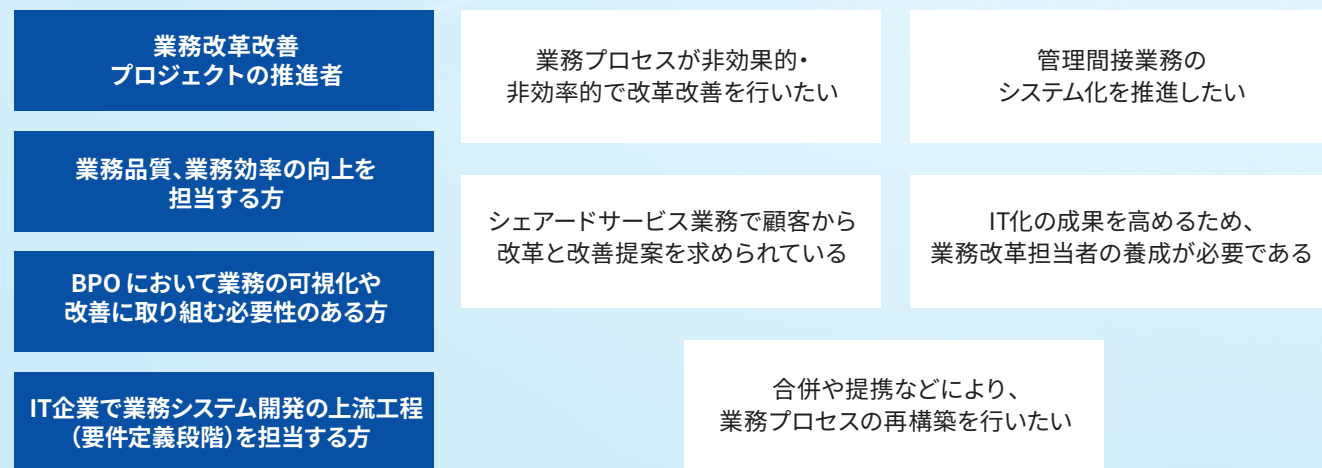 業務改革改善
プロジェクトの推進者
業務品質、業務効率の向上を
担当する方
BPO において業務の可視化や
改善に取り組む必要性のある方
IT企業で業務システム開発の上流工程
（要件定義段階）を担当する方
業務プロセスが非効果的・
非効率的で改革改善を行いたい
管理間接業務の
システム化を推進したい
シェアードサービス業務で顧客から
改革と改善提案を求められている
IT化の成果を高めるため、
業務改革担当者の養成が必要である
合併や提携などにより、
業務プロセスの再構築を行いたい